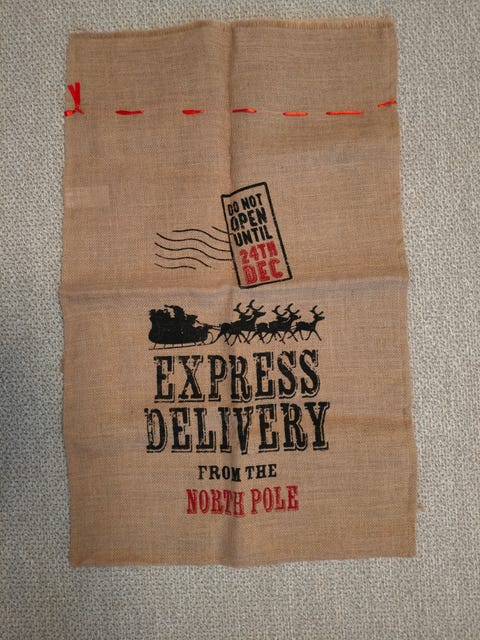 DO NOT
OPEN
UNTIL
24TH
DEC
EXPRESS
DELIVERY
FROM THE
NORTH POLE